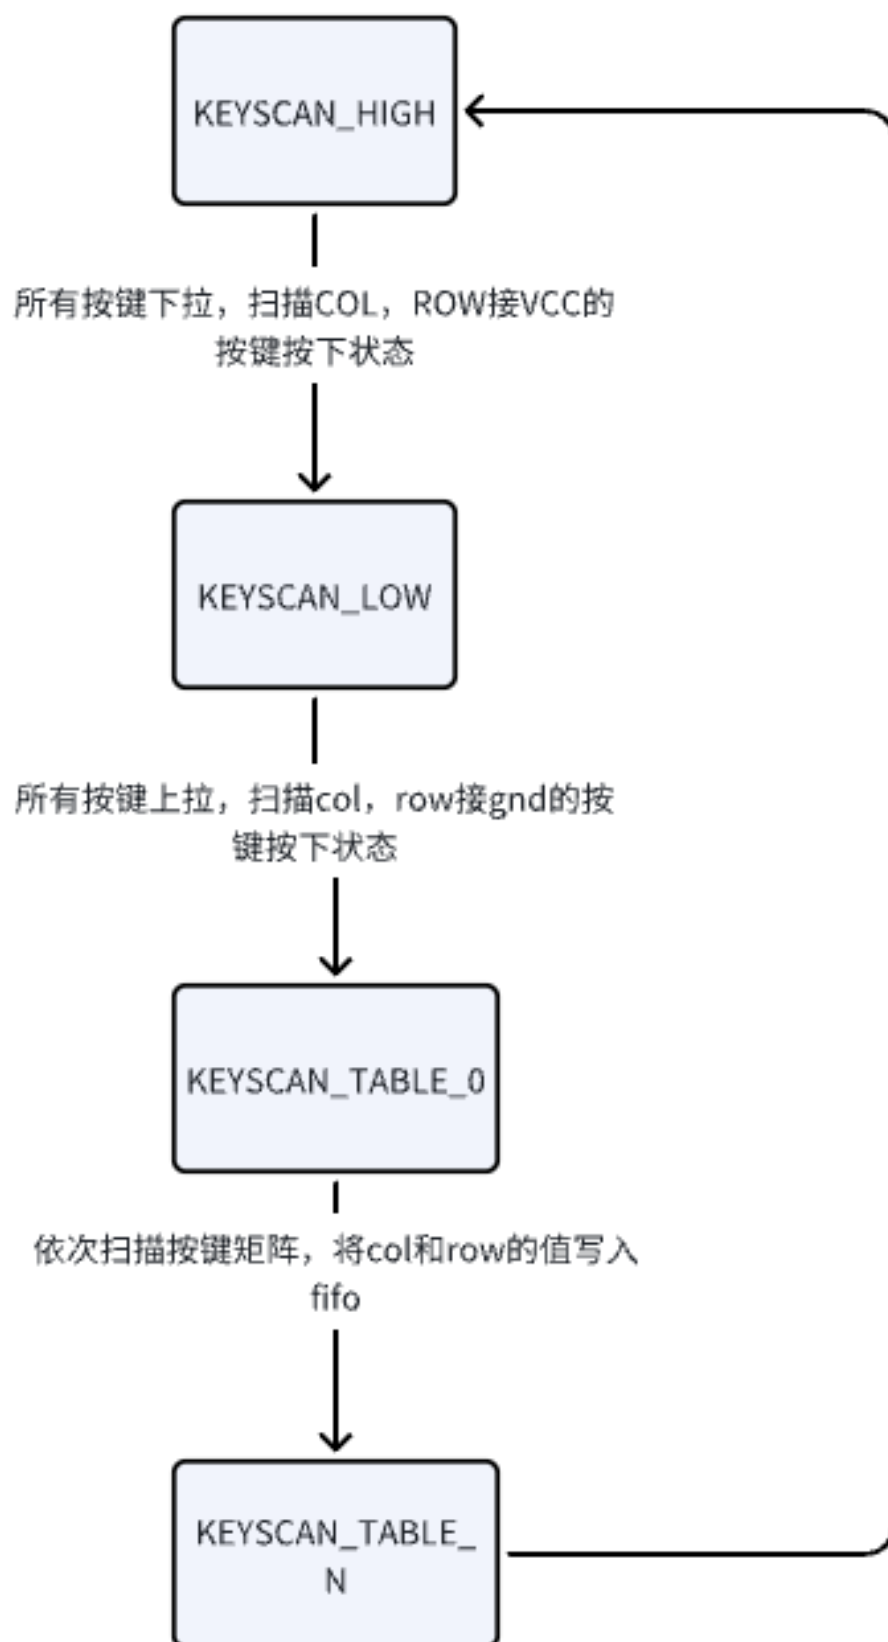 KEYSCAN_HIGH
所有按键下拉，扫描COL，ROW接VCC的
按键按下状态
KEYSCAN_LOW
所有按键上拉，扫描col，row接gnd的按
键按下状态
KEYSCAN_TABLE_0
依次扫描按键矩阵，将col和row的值写入
fifo
KEYSCAN_TABLE_
N